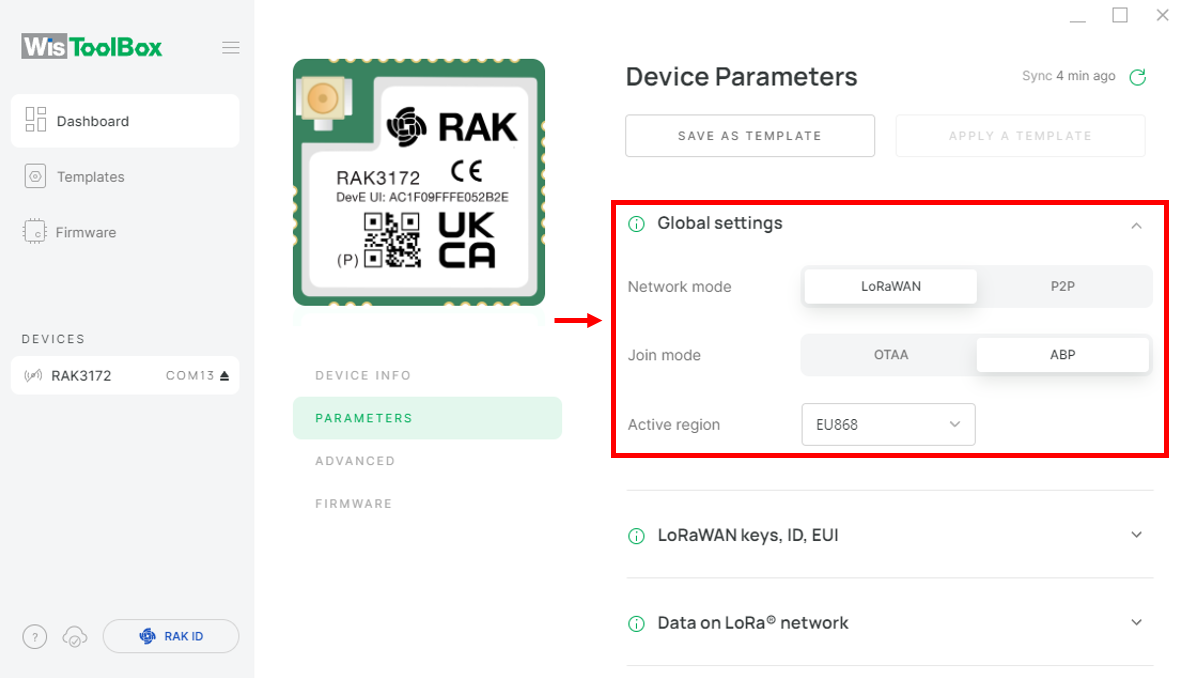 WisToolBox
Dashboard
Templates
Firmware
DEVICES
RAK3172 COM13
?
RAK ID
RAK
RAK3172
DevE UI: AC1F09FFFE052B2E
(P)
UK
CA
DEVICE INFO
PARAMETERS
ADVANCED
FIRMWARE
Device Parameters
Sync 4 min ago
SAVE AS TEMPLATE
APPLY A TEMPLATE
Global settings
Network mode LoRaWAN P2P
Join mode OTAA ABP
Active region EU868
LoRaWAN keys, ID, EUI
Data on LoRa® network